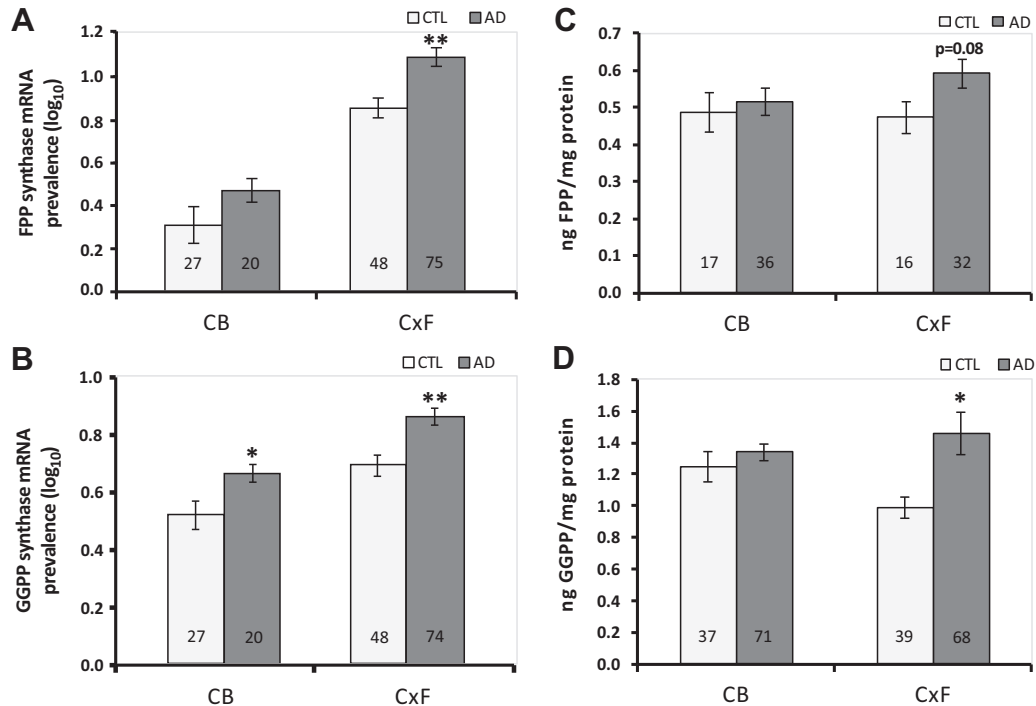 A
CTL AD
FPP synthase mRNA
prevalence (log10)
1.2
1.0
0.8
0.6
0.4
0.2
0.0
**
27 20 48 75
CB CxF
B
CTL AD
GGPP synthase mRNA
prevalence (log10)
1.0
0.8
0.6
0.4
0.2
0.0
* **
27 20 48 74
CB CxF
C
CTL AD
ng FPP/mg protein
0.7
0.6
0.5
0.4
0.3
0.2
0.1
0.0
p=0.08
17 36 16 32
CB CxF
D
CTL AD
ng GGPP/mg protein
1.8
1.6
1.4
1.2
1.0
0.8
0.6
0.4
0.2
0.0
*
37 71 39 68
CB CxF